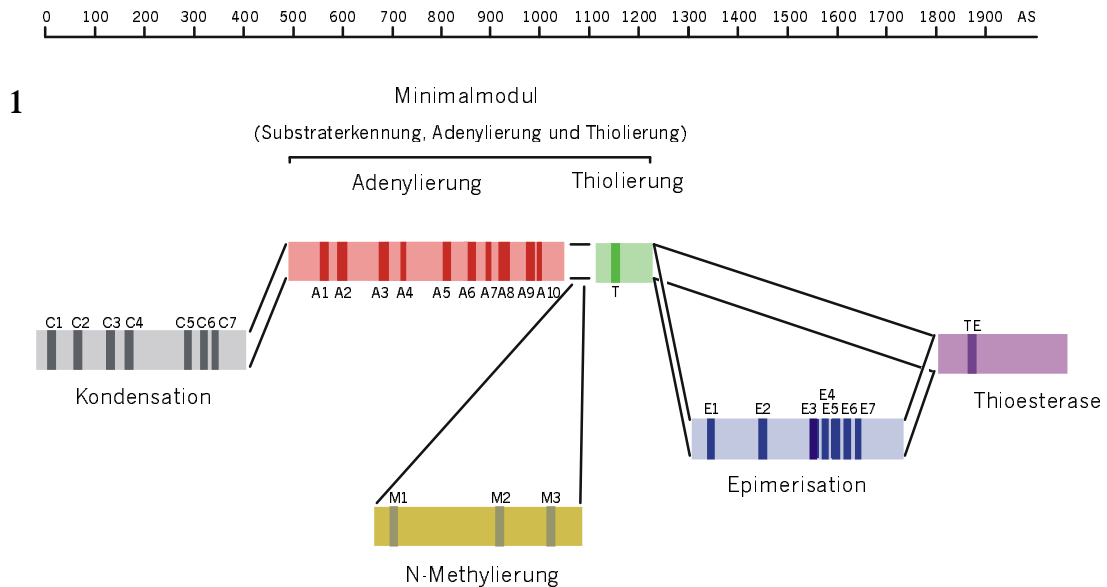 0 100 200 300 400 500 600 700 800 900 1000 1100 1200 1300 1400 1500 1600 1700 1800 1900 AS
1
Minimalmodul
(Substraterkennung, Adenylierung und Thiolierung)
Adenylierung Thiolierung
A1 A2 A3 A4 A5 A6 A7 A8 A9 A10 T
C1 C2 C3 C4 C5 C6 C7
TE
Kondensation
Thioesterase
E4
E1 E2 E3 E5 E6 E7
Epimerisation
M1 M2 M3
N-Methylierung